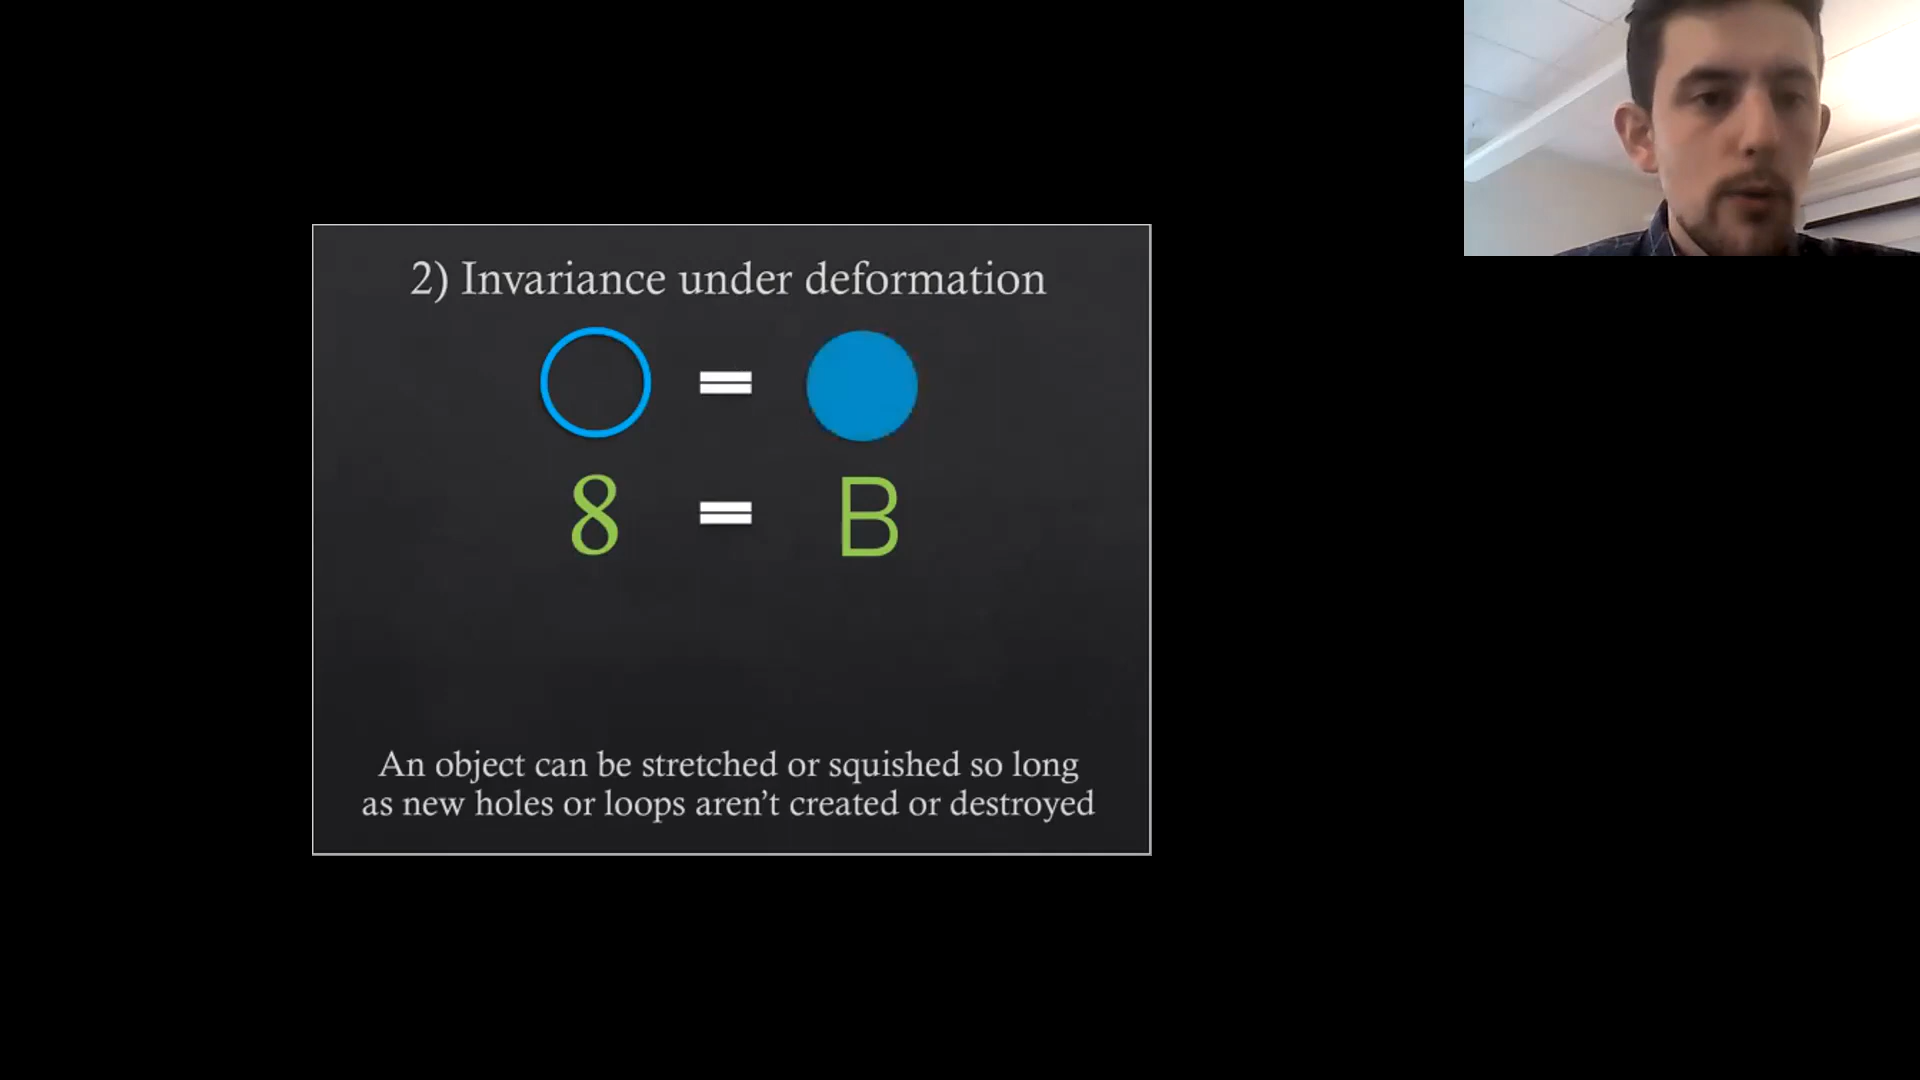 2) Invariance under deformation
=
8 = B
An object can be stretched or squished so long
as new holes or loops aren’t created or destroyed